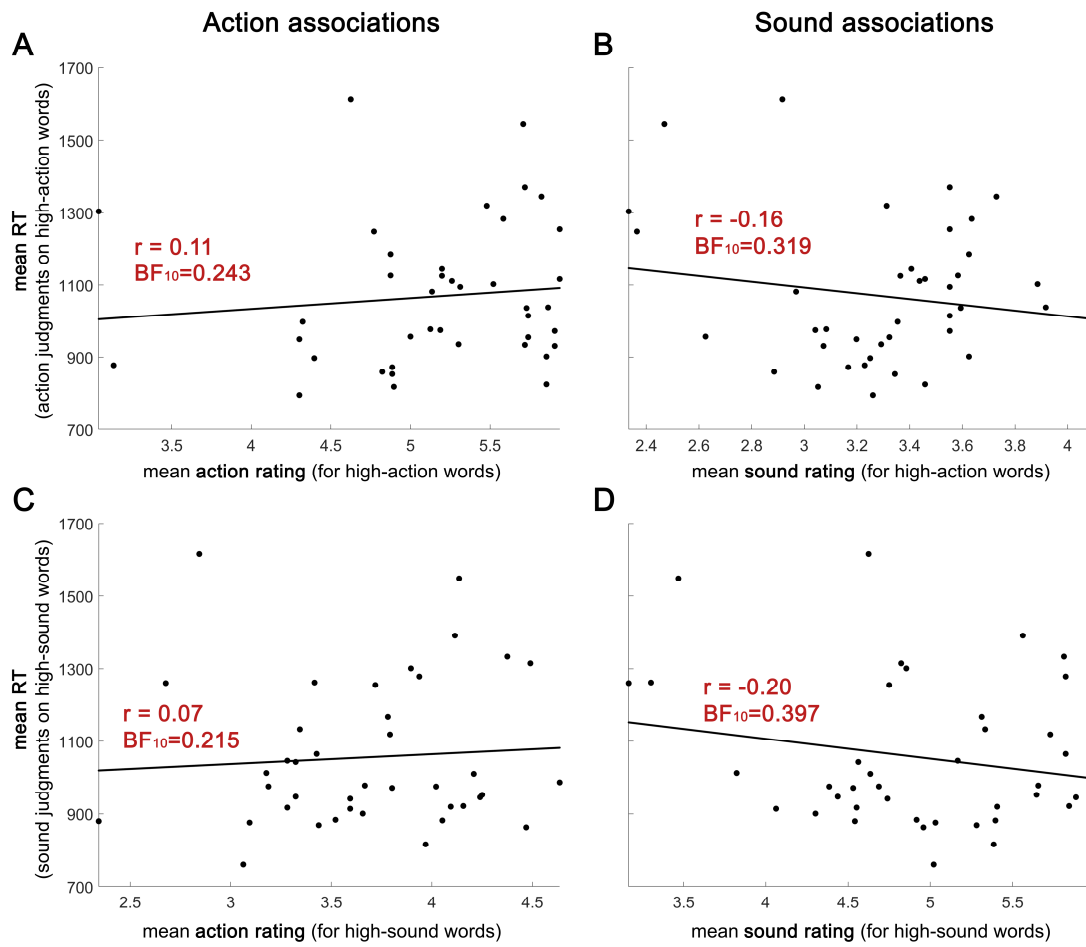 Action associations
Sound associations
A
1700
1500
1300
1100
900
700
mean RT
(action judgments on high-action words)
r = 0.11
BF₁₀=0.243
3.5
4
4.5
5
5.5
mean action rating (for high-action words)
B
r = -0.16
BF₁₀=0.319
2.4
2.6
2.8
3
3.2
3.4
3.6
3.8
4
mean sound rating (for high-action words)
C
1700
1500
1300
1100
900
700
mean RT
(sound judgments on high-sound words)
r = 0.07
BF₁₀=0.215
2.5
3
3.5
4
4.5
mean action rating (for high-sound words)
D
r = -0.20
BF₁₀=0.397
3.5
4
4.5
5
5.5
mean sound rating (for high-sound words)